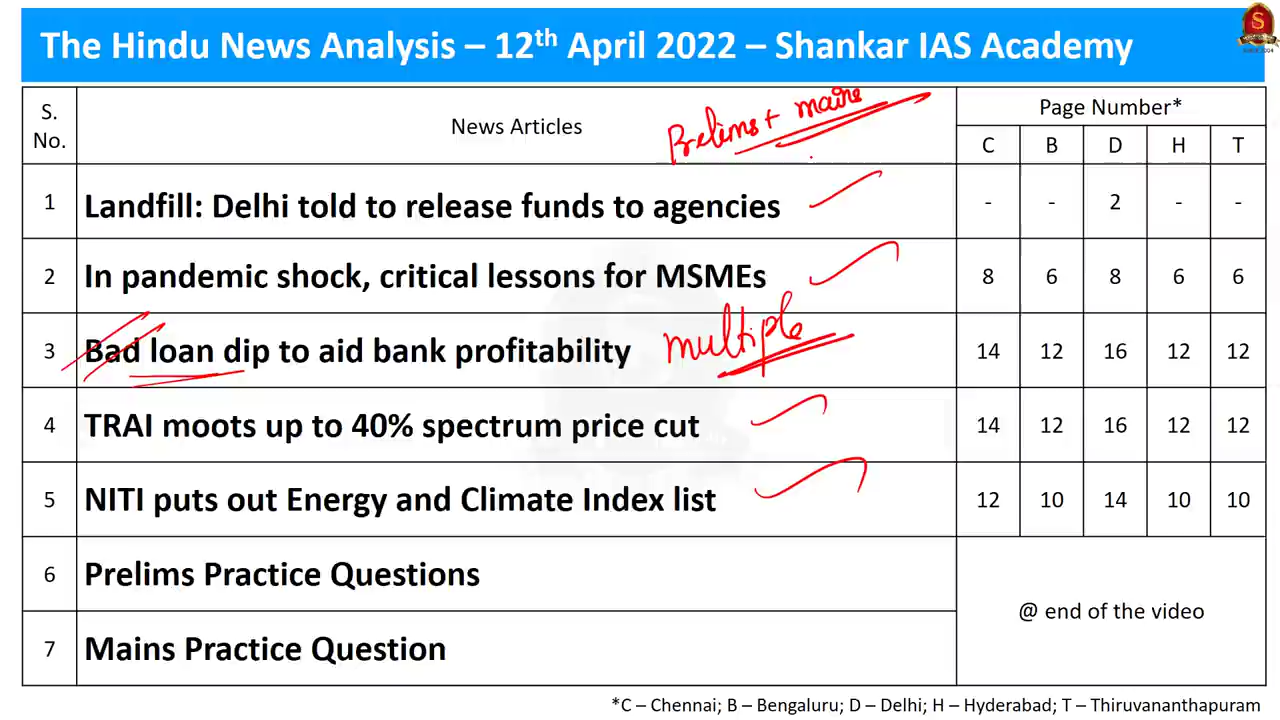 The Hindu News Analysis – 12th April 2022 – Shankar IAS Academy
S. No. News Articles Prelims + mains Page Number*
C B D H T
1 Landfill: Delhi told to release funds to agencies - - 2 - -
2 In pandemic shock, critical lessons for MSMEs 8 6 8 6 6
3 Bad loan dip to aid bank profitability multiple 14 12 16 12 12
4 TRAI moots up to 40% spectrum price cut 14 12 16 12 12
5 NITI puts out Energy and Climate Index list 12 10 14 10 10
6 Prelims Practice Questions
@ end of the video
7 Mains Practice Question
*C – Chennai; B – Bengaluru; D – Delhi; H – Hyderabad; T – Thiruvananthapuram